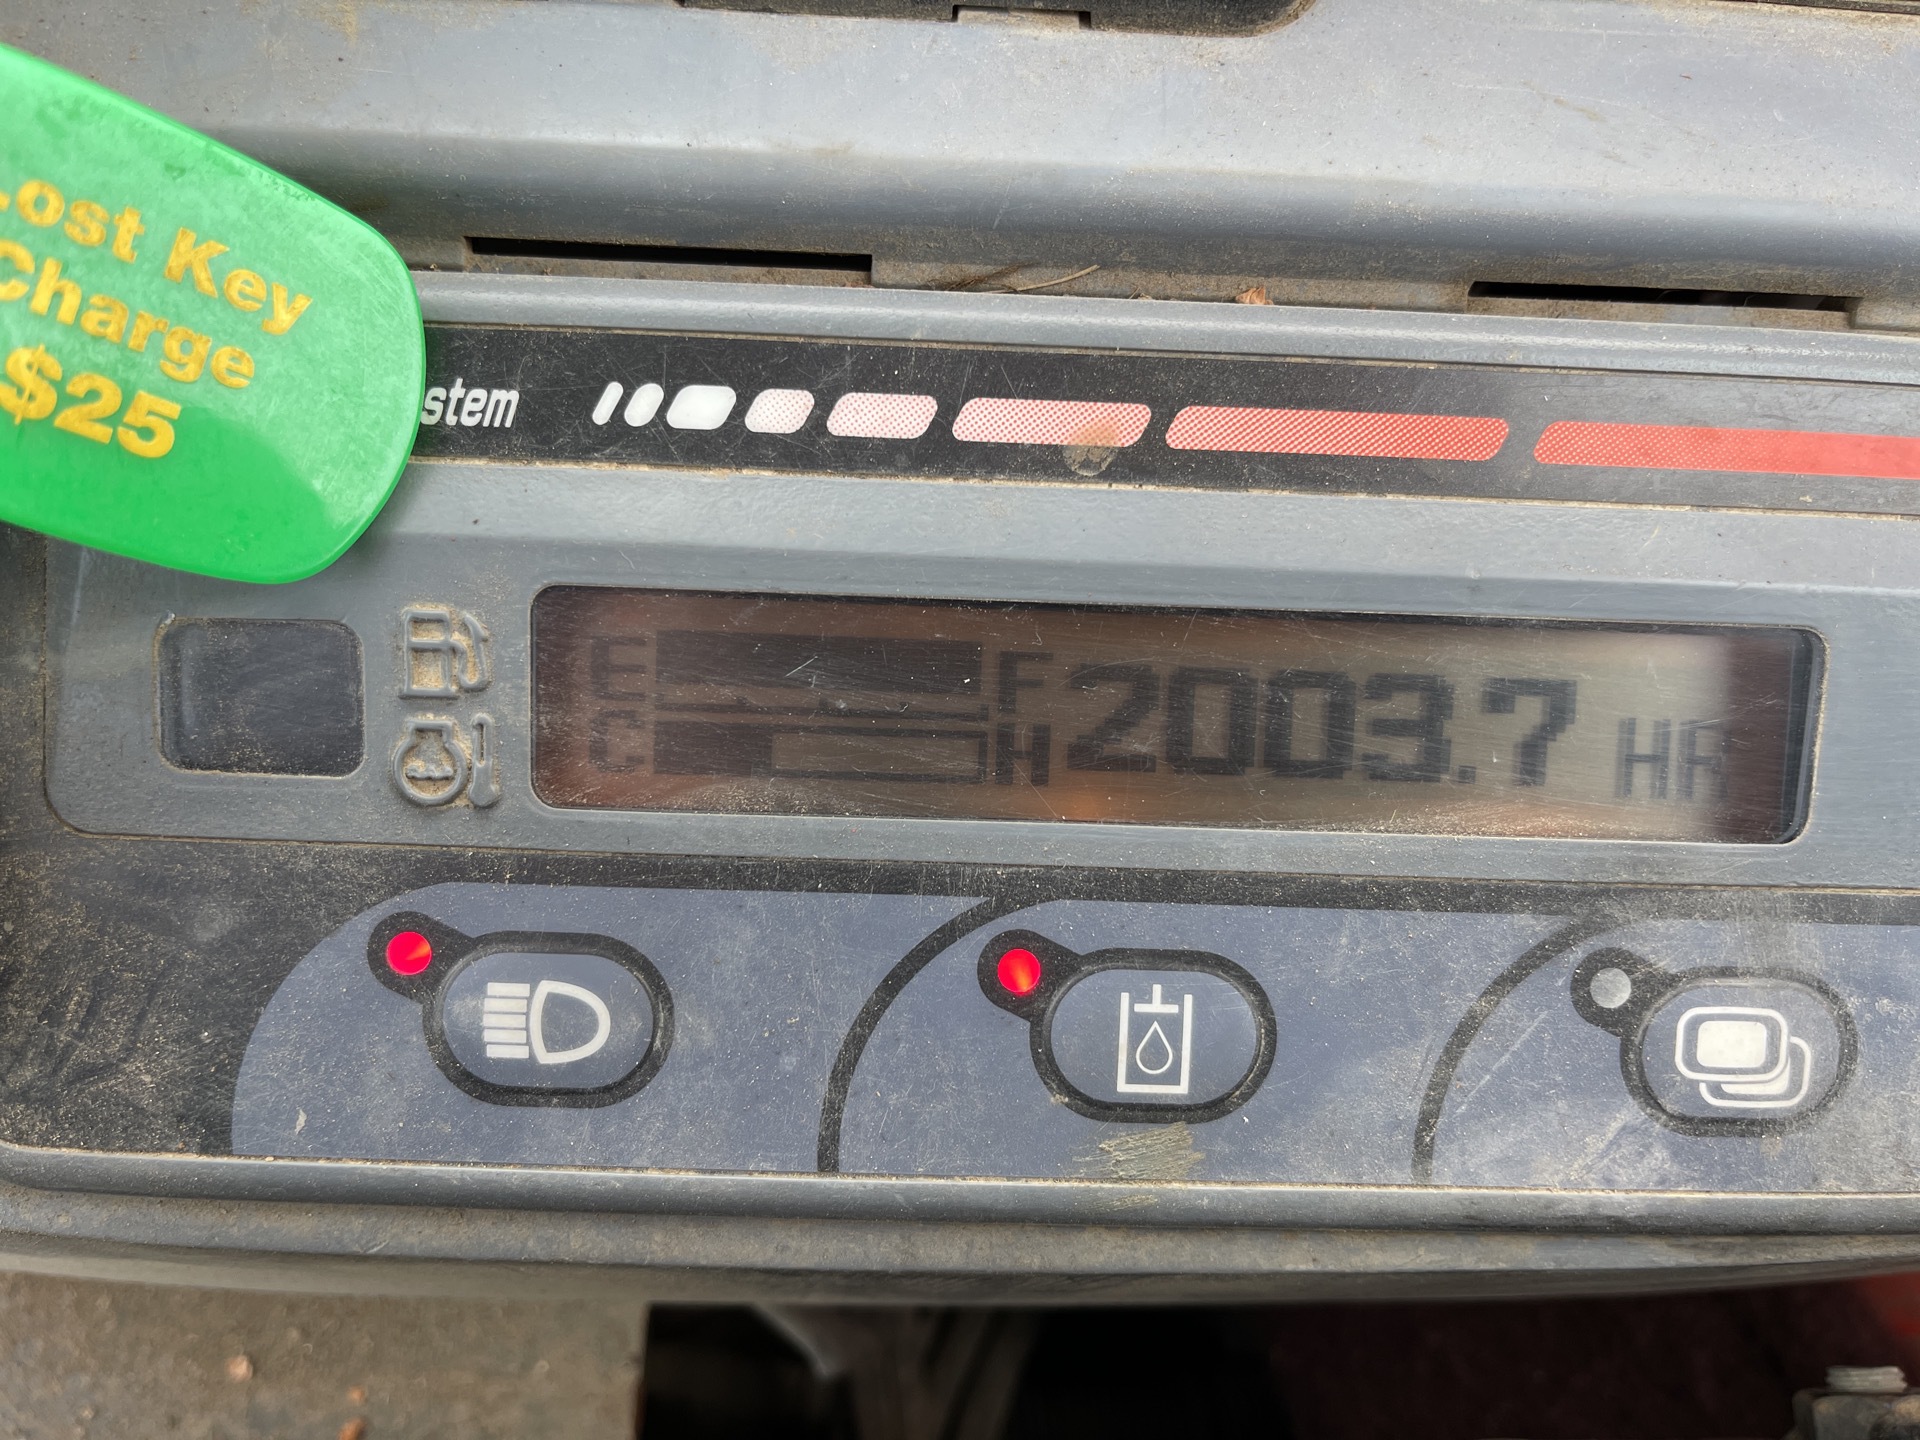 Lost Key
Charge
$25
stem
E F
C H 2003.7 HR